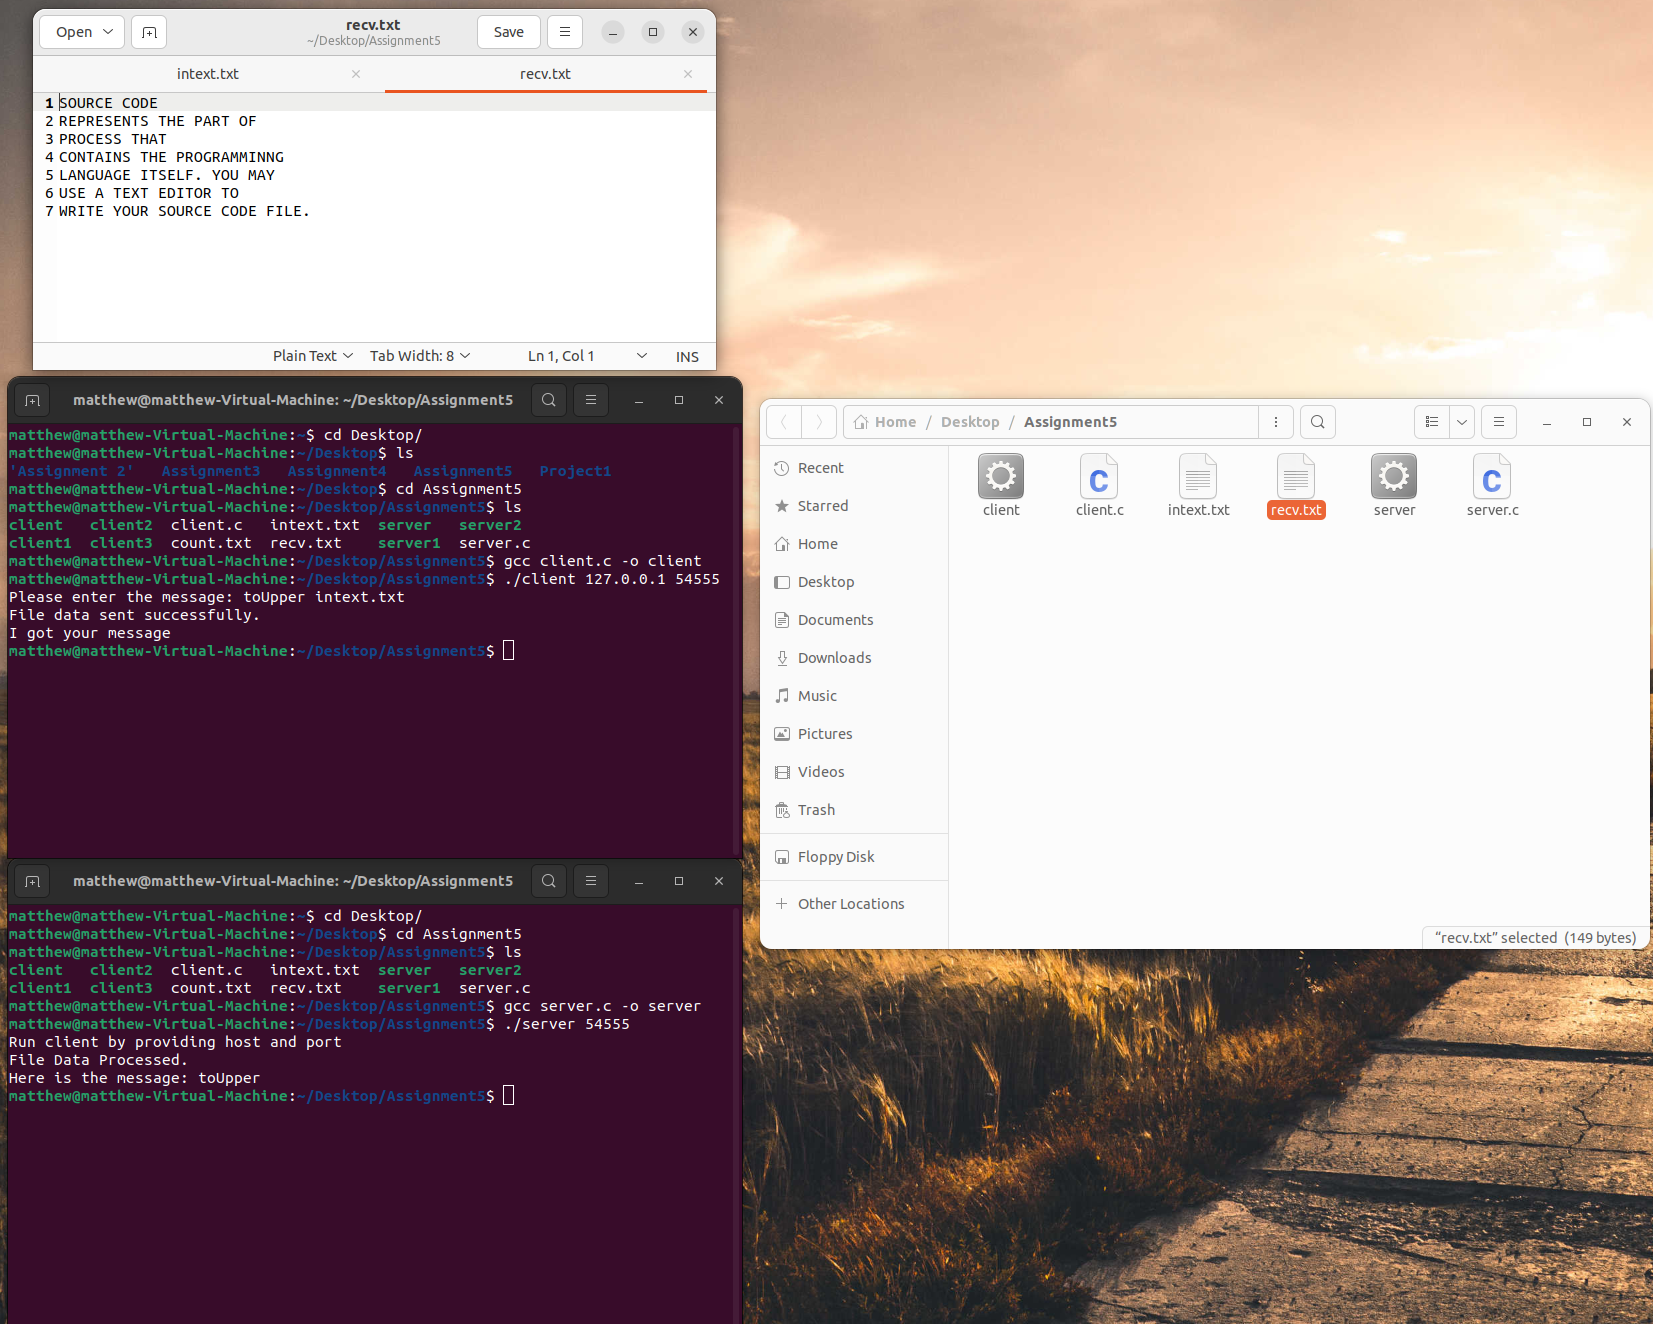 Open
recv.txt
~/Desktop/Assignment5
Save
intext.txt
recv.txt
1 SOURCE CODE
2 REPRESENTS THE PART OF
3 PROCESS THAT
4 CONTAINS THE PROGRAMMINNG
5 LANGUAGE ITSELF. YOU MAY
6 USE A TEXT EDITOR TO
7 WRITE YOUR SOURCE CODE FILE.
Plain Text Tab Width: 8 Ln 1, Col 1 INS
matthew@matthew-Virtual-Machine: ~/Desktop/Assignment5
matthew@matthew-Virtual-Machine:~$ cd Desktop/
matthew@matthew-Virtual-Machine:~/Desktop$ ls
'Assignment 2' Assignment3 Assignment4 Assignment5 Project1
matthew@matthew-Virtual-Machine:~/Desktop$ cd Assignment5
matthew@matthew-Virtual-Machine:~/Desktop/Assignment5$ ls
client client2 client.c intext.txt server server2
client1 client3 count.txt recv.txt server1 server.c
matthew@matthew-Virtual-Machine:~/Desktop/Assignment5$ gcc client.c -o client
matthew@matthew-Virtual-Machine:~/Desktop/Assignment5$ ./client 127.0.0.1 54555
Please enter the message: toUpper intext.txt
File data sent successfully.
I got your message
matthew@matthew-Virtual-Machine:~/Desktop/Assignment5$
matthew@matthew-Virtual-Machine: ~/Desktop/Assignment5
matthew@matthew-Virtual-Machine:~$ cd Desktop/
matthew@matthew-Virtual-Machine:~/Desktop$ cd Assignment5
matthew@matthew-Virtual-Machine:~/Desktop/Assignment5$ ls
client client2 client.c intext.txt server server2
client1 client3 count.txt recv.txt server1 server.c
matthew@matthew-Virtual-Machine:~/Desktop/Assignment5$ gcc server.c -o server
matthew@matthew-Virtual-Machine:~/Desktop/Assignment5$ ./server 54555
Run client by providing host and port
File Data Processed.
Here is the message: toUpper
matthew@matthew-Virtual-Machine:~/Desktop/Assignment5$
Home / Desktop / Assignment5
Recent
Starred
Home
Desktop
Documents
Downloads
Music
Pictures
Videos
Trash
Floppy Disk
Other Locations
client
C
client.c
intext.txt
recv.txt
server
C
server.c
“recv.txt” selected (149 bytes)